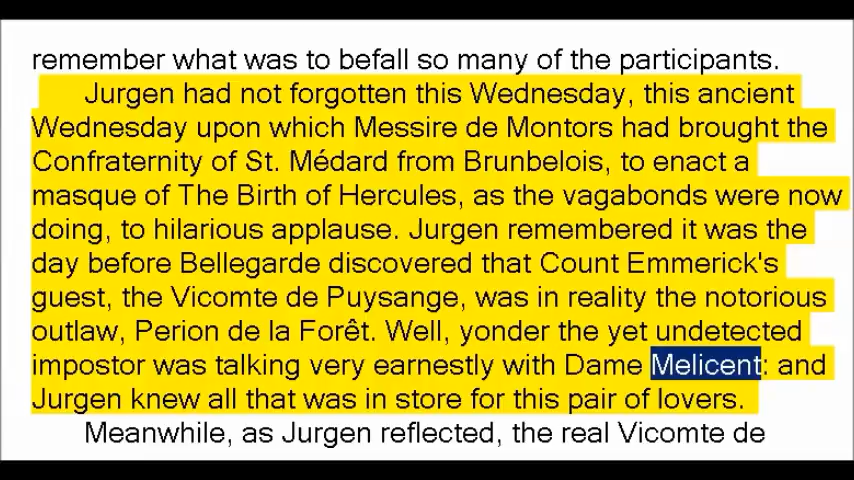 remember what was to befall so many of the participants.
Jurgen had not forgotten this Wednesday, this ancient
Wednesday upon which Messire de Montors had brought the
Confraternity of St. Médard from Brunbelois, to enact a
masque of The Birth of Hercules, as the vagabonds were now
doing, to hilarious applause. Jurgen remembered it was the
day before Bellegarde discovered that Count Emmerick's
guest, the Vicomte de Puysange, was in reality the notorious
outlaw, Perion de la Forêt. Well, yonder the yet undetected
impostor was talking very earnestly with Dame Melicent: and
Jurgen knew all that was in store for this pair of lovers.
Meanwhile, as Jurgen reflected, the real Vicomte de